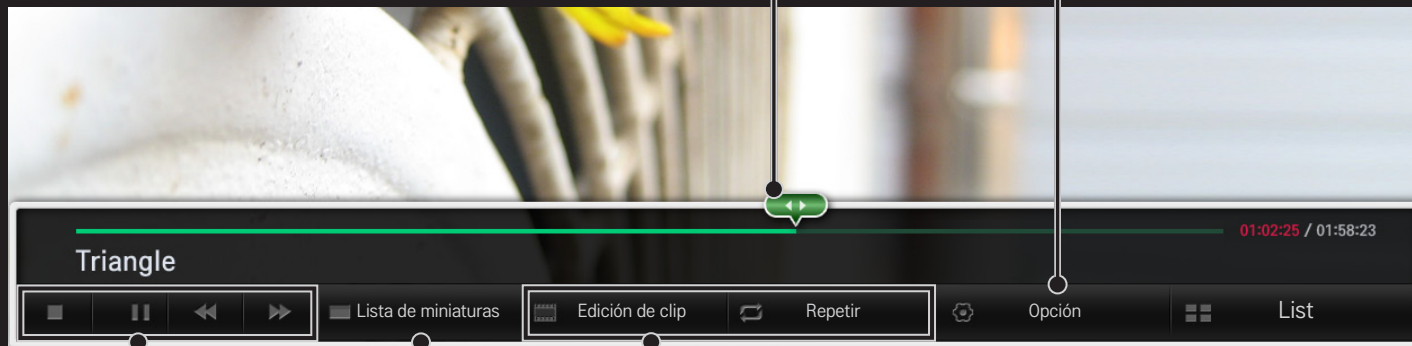 01:02:25 / 01:58:23
Triangle
Lista de miniaturas Edición de clip Repetir Opción List